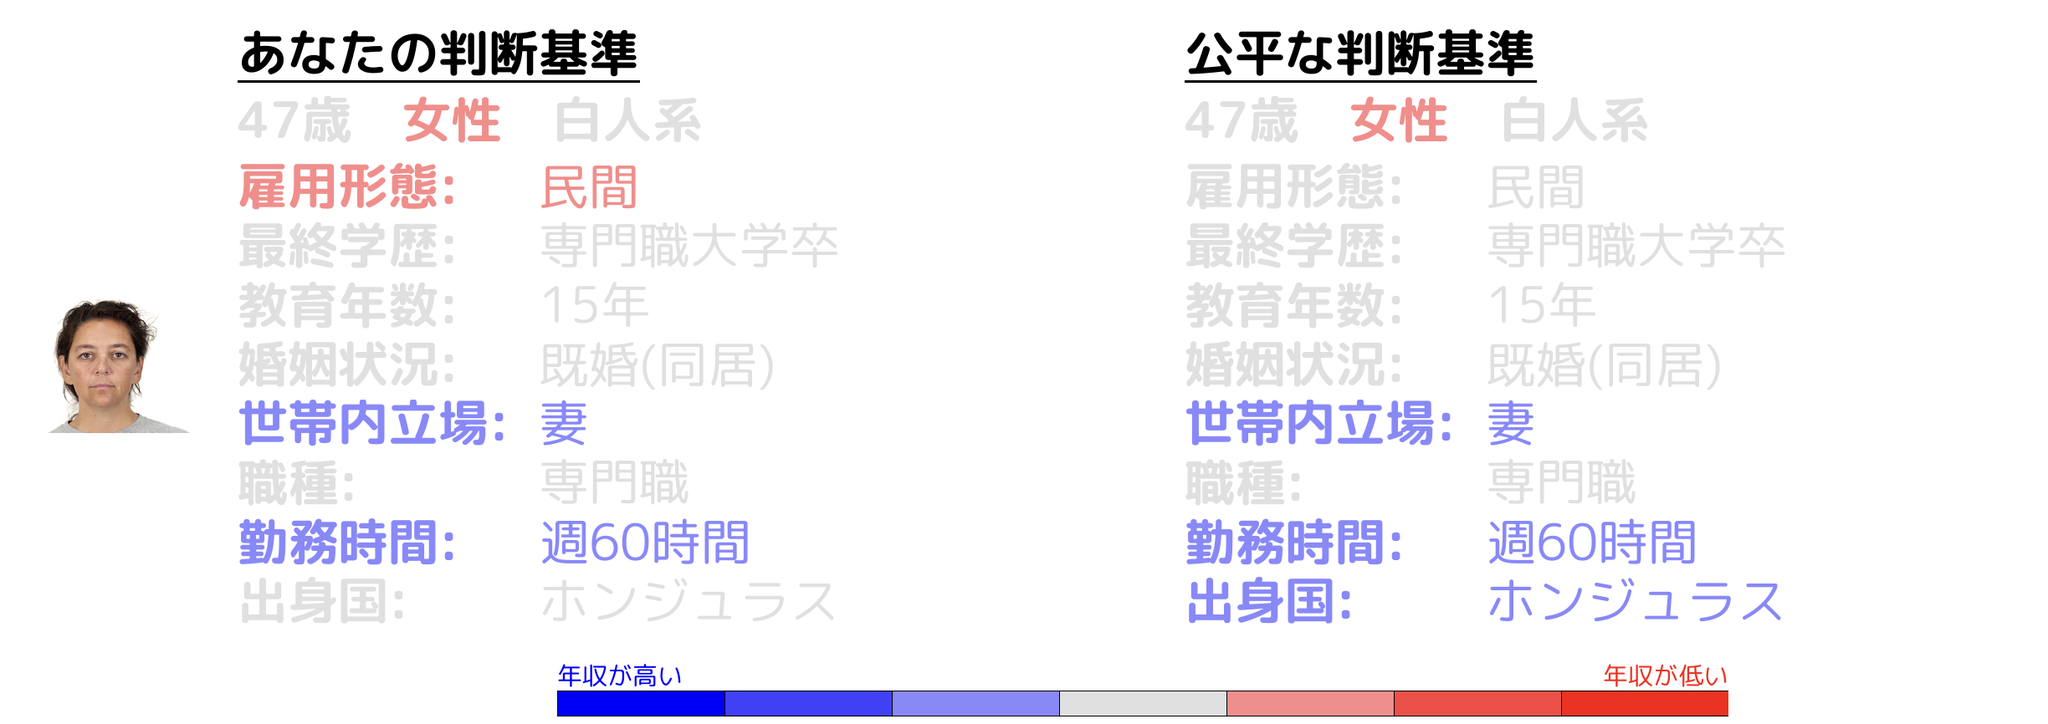 あなたの判断基準
47歳 女性 白人系
雇用形態: 民間
最終学歴: 専門職大学卒
教育年数: 15年
婚姻状況: 既婚(同居)
世帯内立場: 妻
職種: 専門職
勤務時間: 週60時間
出身国: ホンジュラス
公平な判断基準
47歳 女性 白人系
雇用形態: 民間
最終学歴: 専門職大学卒
教育年数: 15年
婚姻状況: 既婚(同居)
世帯内立場: 妻
職種: 専門職
勤務時間: 週60時間
出身国: ホンジュラス
年収が高い
年収が低い